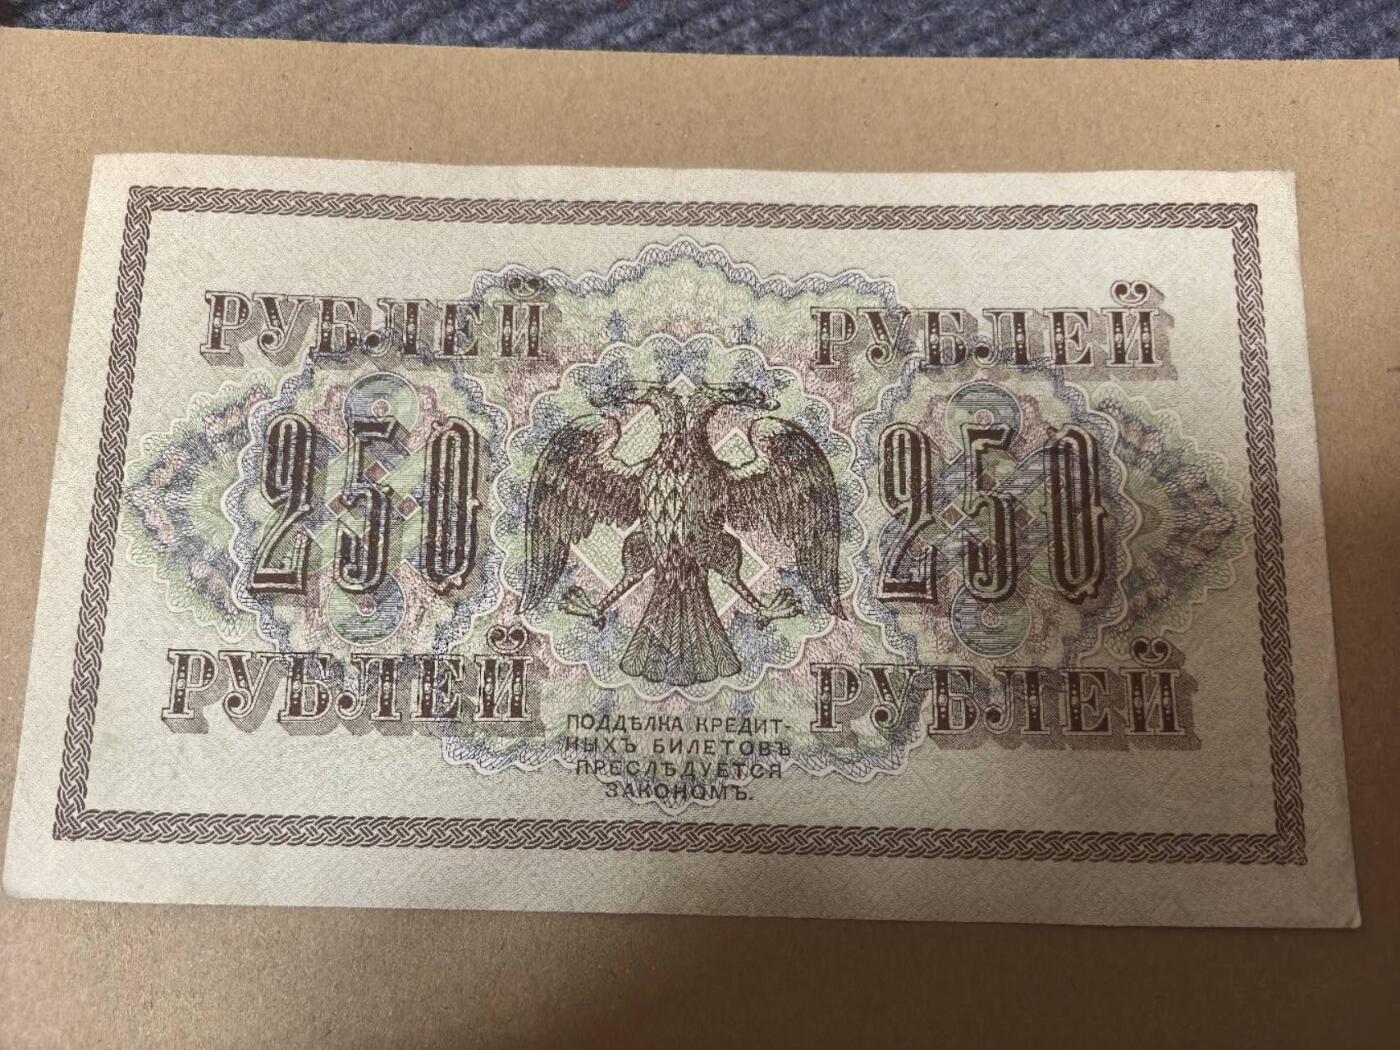 РУБЛЕЙ РУБЛЕЙ
250 250
РУБЛЕЙ РУБЛЕЙ
ПОДДѢЛКА КРЕДИТ-
НЫХЪ БИЛЕТОВЪ
ПРЕСЛѢДУЕТСЯ
ЗАКОНОМЪ.